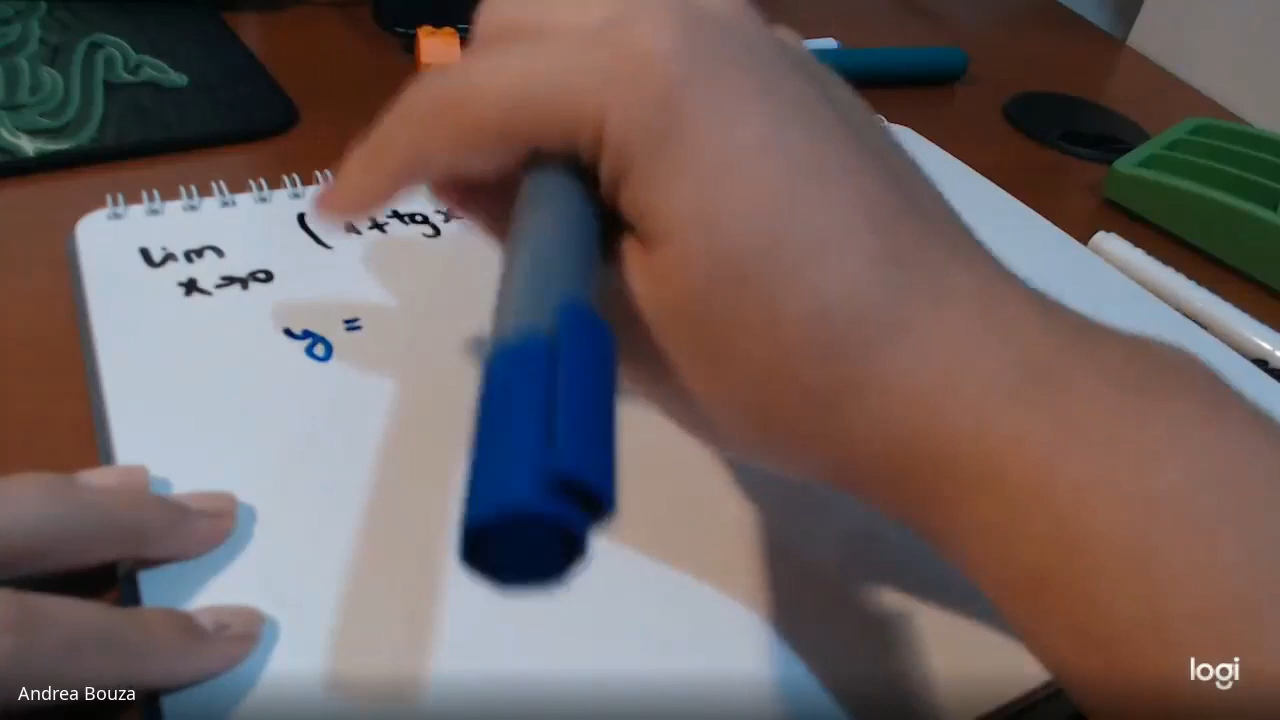 lim (1+tgx
x→0
y =
logi
Andrea Bouza